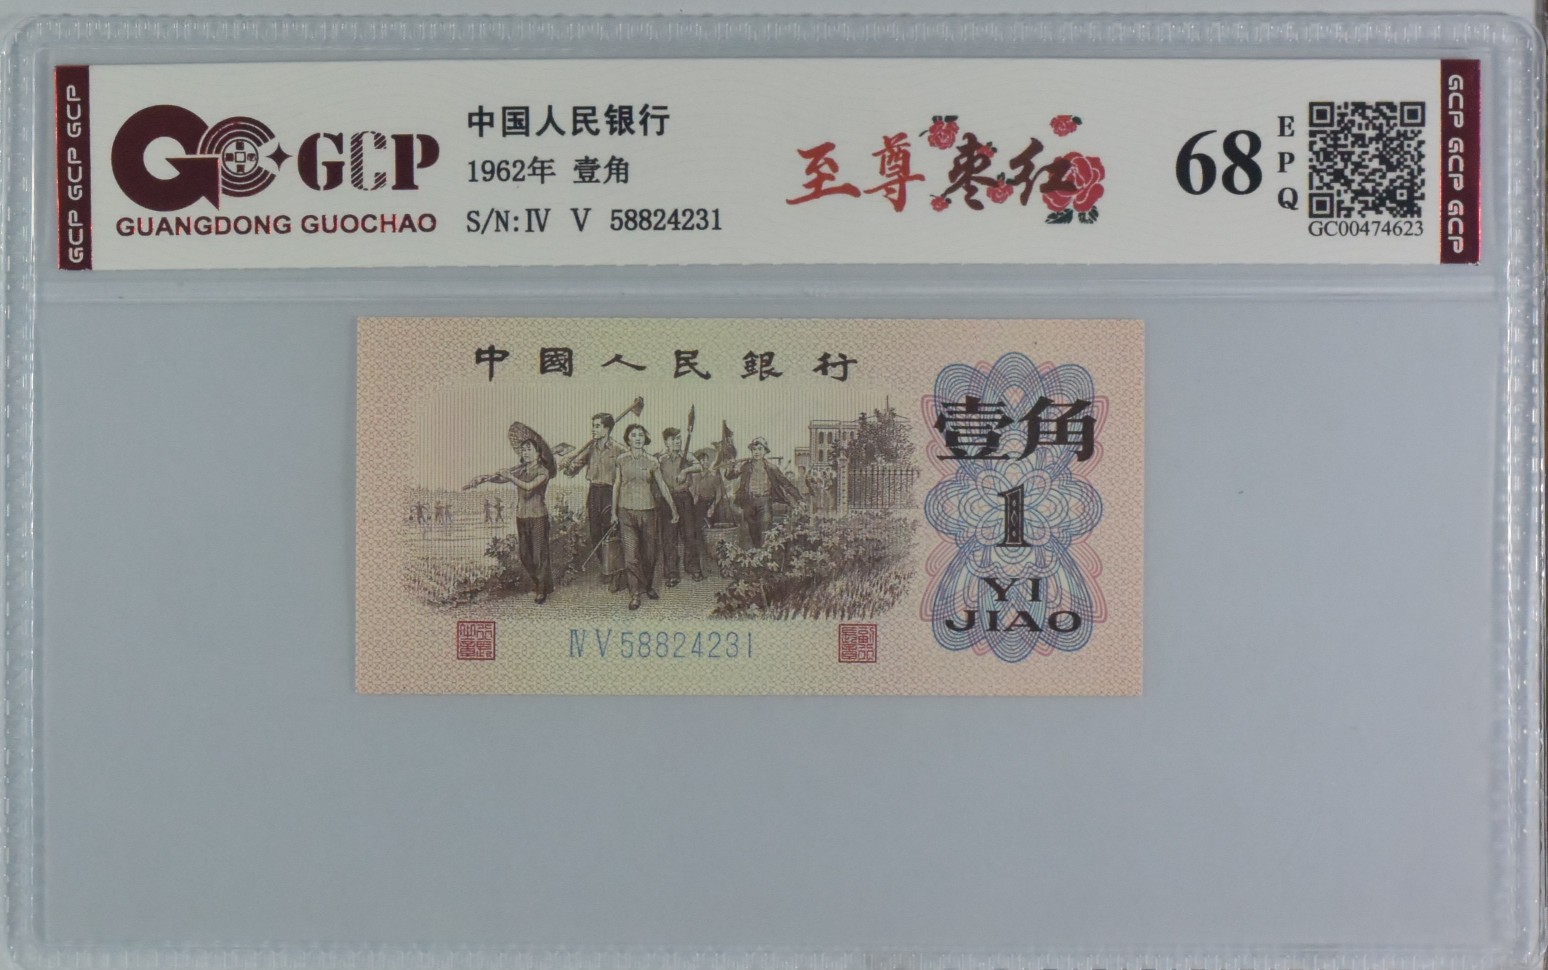 GCP GCP GCP
GCP
GUANGDONG GUOCHAO
中国人民银行
1962年 壹角
S/N:Ⅳ Ⅴ 58824231
至尊枣红
68
EPQ
GC00474623
GCP GCP GCP
中國人民銀行
壹角
1
YI
JIAO
ⅣⅤ58824231